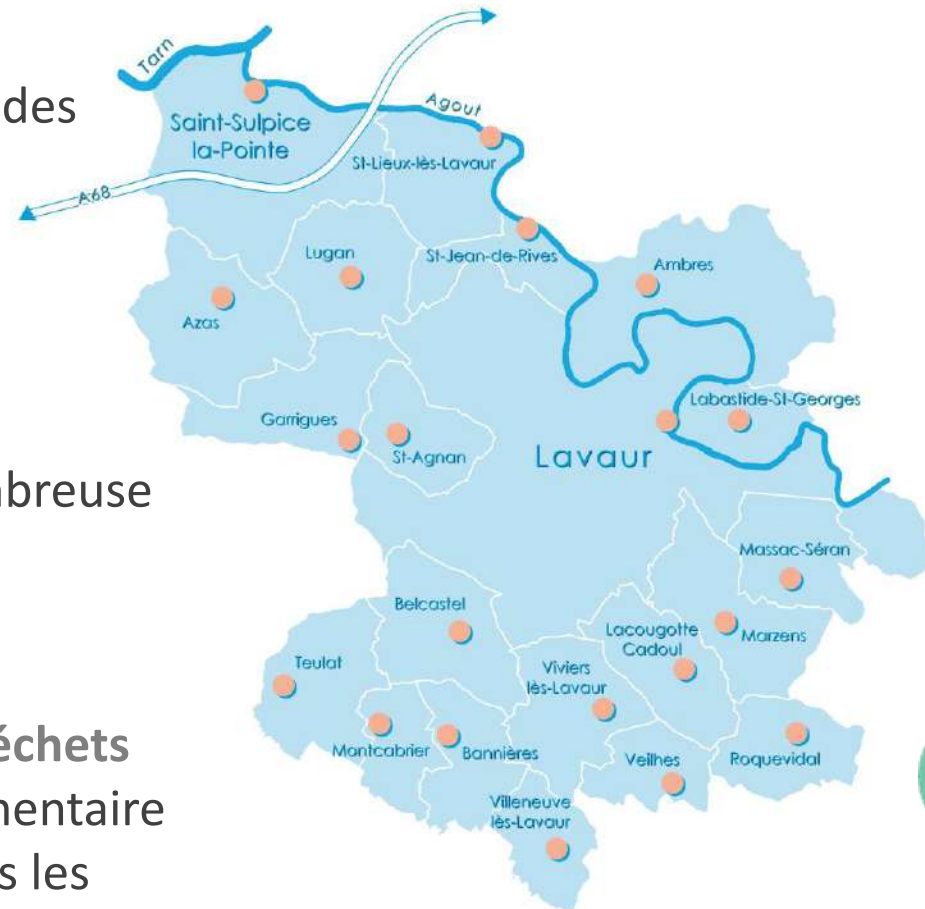 des
breuse
échets
mentaire
s les
Tarn
Agout
A68
Saint-Sulpice
la-Pointe
St-Lieux-lès-Lavaur
Lugan
St-Jean-de-Rives
Ambres
Azas
Labastide-St-Georges
Garrigues
St-Agnan
Lavaur
Massac-Séran
Belcastel
Lacougotte
Cadoul
Marzens
Teulat
Viviers
lès-Lavaur
Montcabrier
Bannières
Veilhes
Roquevidal
Villeneuve
lès-Lavaur